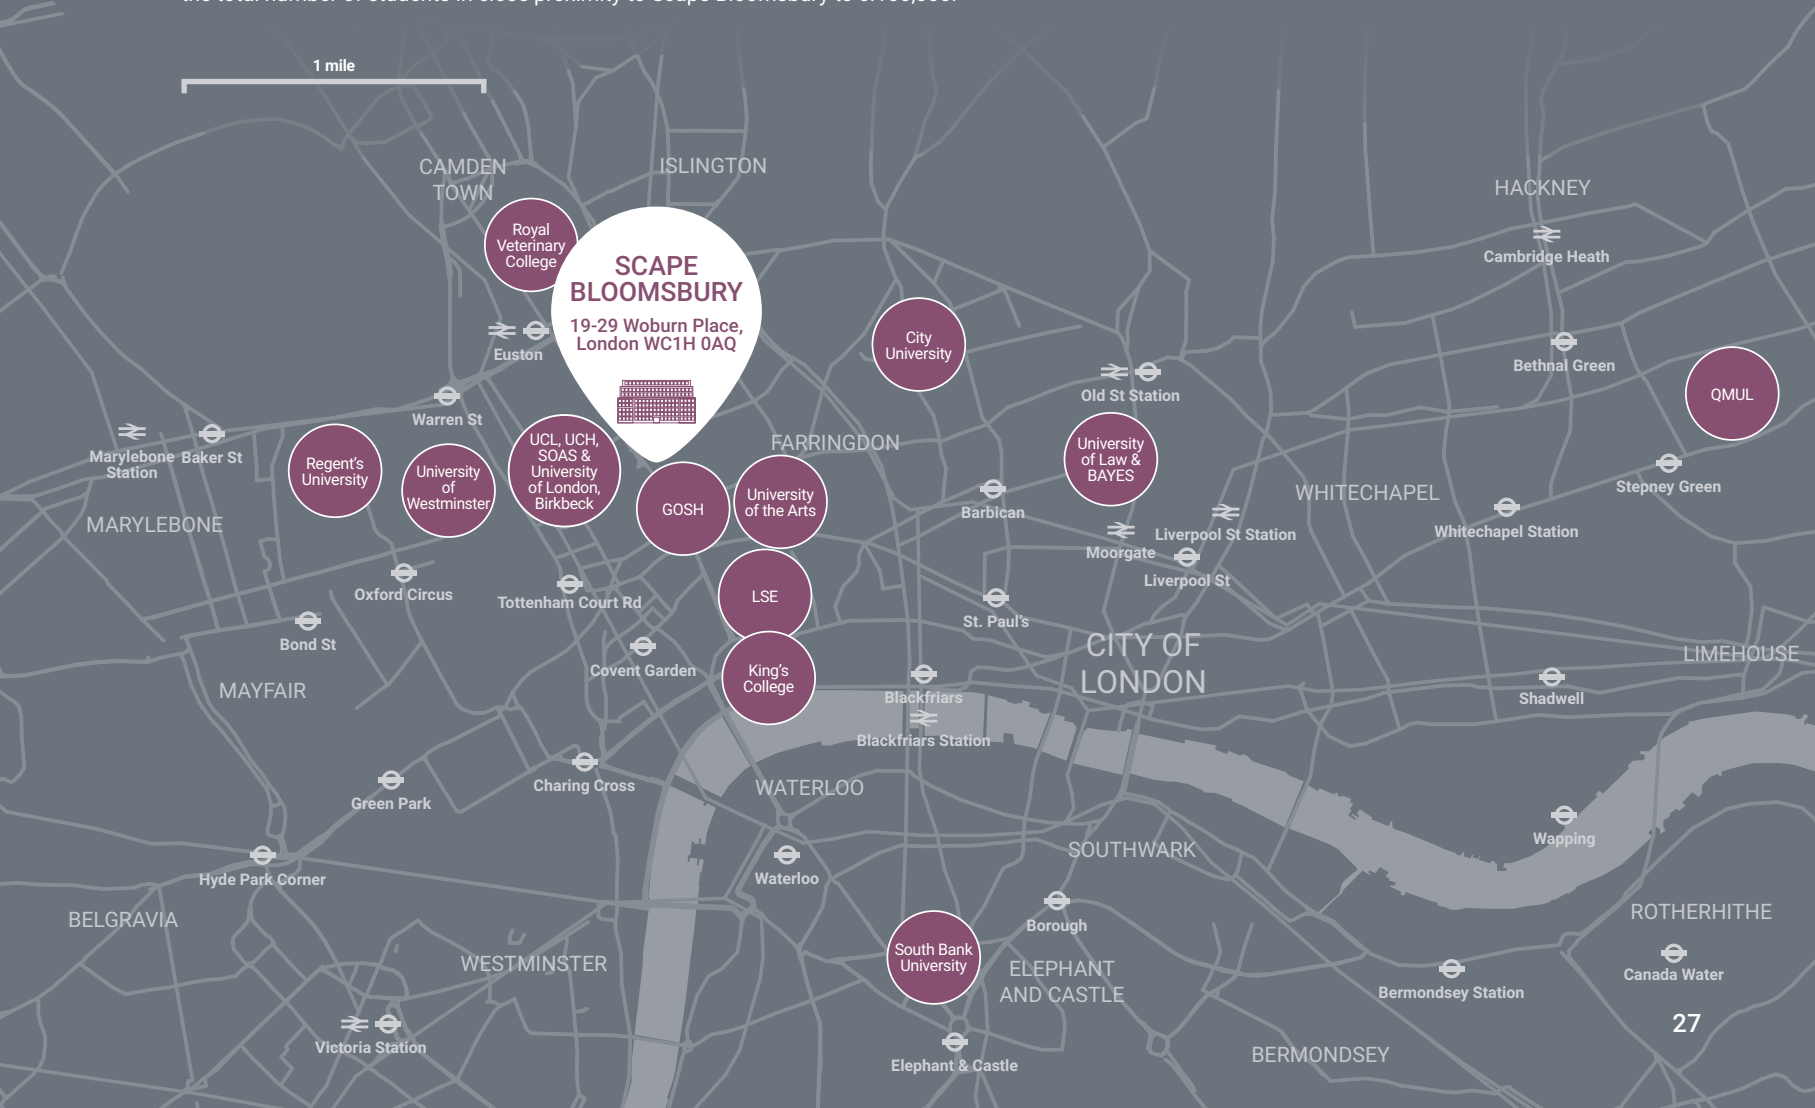 1 mile
CAMDEN
TOWN
ISLINGTON
HACKNEY
Royal
Veterinary
College
Cambridge Heath
SCAPE
BLOOMSBURY
19-29 Woburn Place,
London WC1H 0AQ
Euston
City
University
Bethnal Green
Old St Station
QMUL
Warren St
Marylebone
Station
Baker St
Regent's
University
University
of
Westminster
UCL, UCH,
SOAS &
University
of London,
Birkbeck
FARRINGDON
University
of Law &
BAYES
Stepney Green
GOSH
University
of the Arts
Barbican
WHITECHAPEL
Whitechapel Station
MARYLEBONE
Moorgate
Liverpool St Station
Liverpool St
Oxford Circus
Tottenham Court Rd
LSE
St. Paul's
Bond St
Covent Garden
King's
College
CITY OF
LONDON
LIMEHOUSE
MAYFAIR
Blackfriars
Shadwell
Blackfriars Station
Charing Cross
WATERLOO
Green Park
Wapping
SOUTHWARK
Hyde Park Corner
Waterloo
BELGRAVIA
Borough
ROTHERHITHE
WESTMINSTER
South Bank
University
ELEPHANT
AND CASTLE
Canada Water
Bermondsey Station
27
Victoria Station
Elephant & Castle
BERMONDSEY